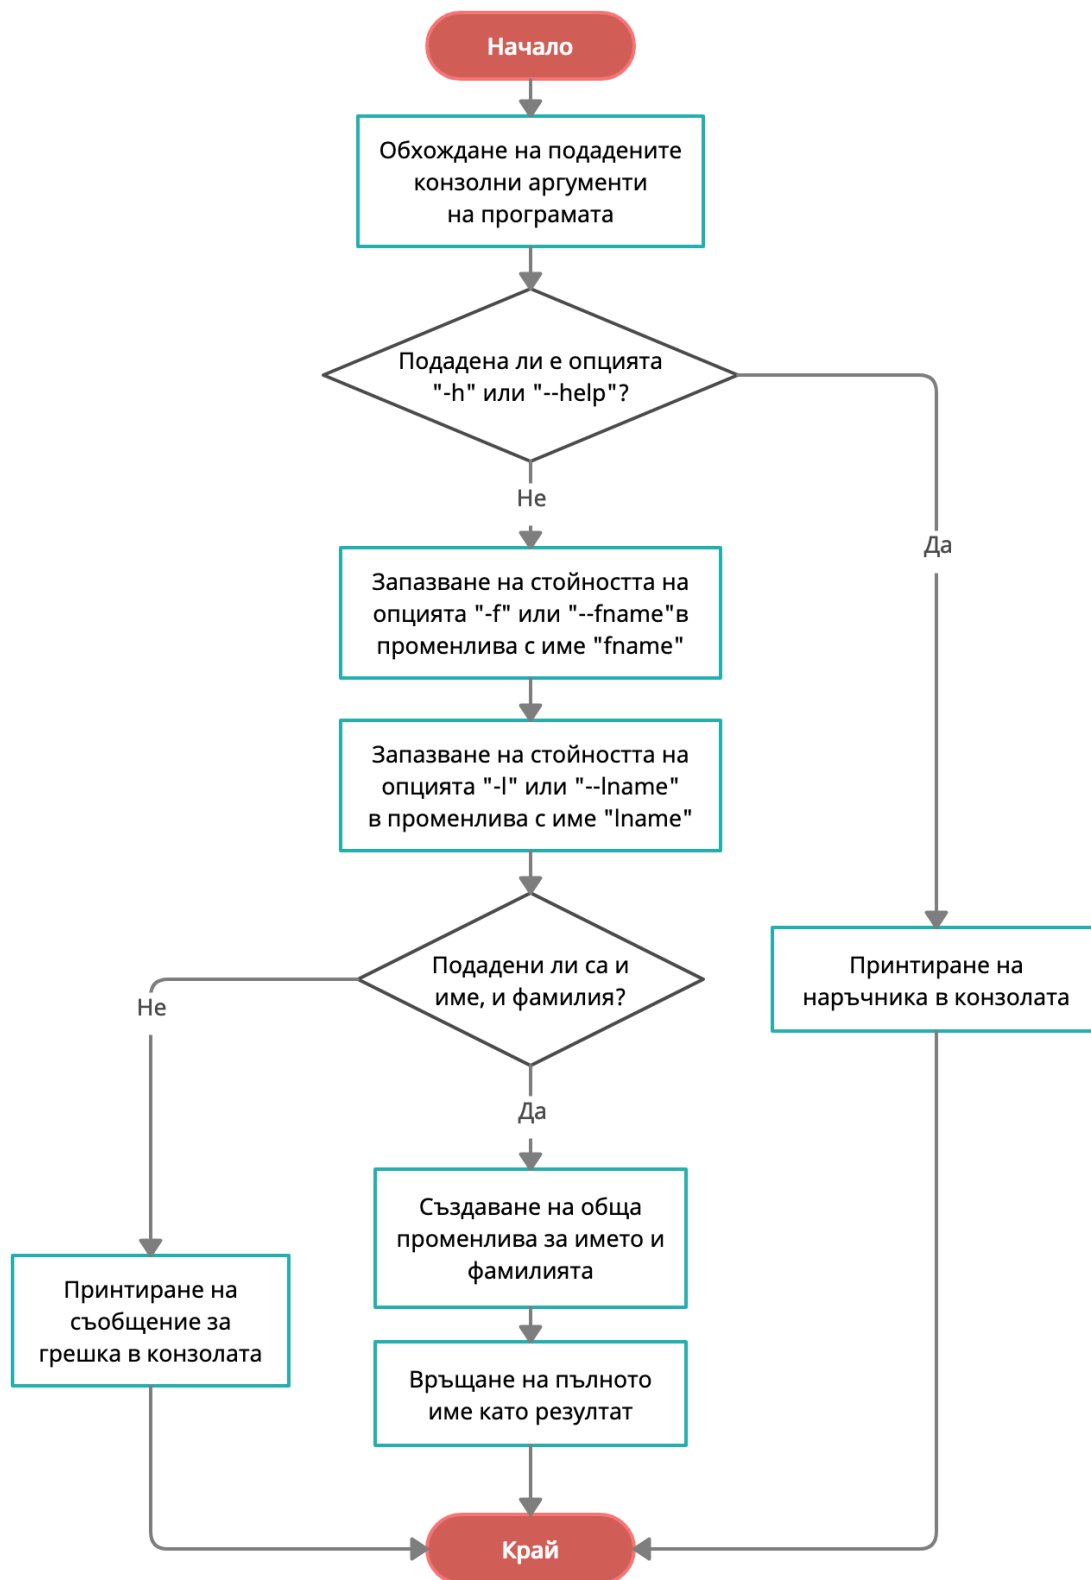 Начало
Обхождане на подадените
конзолни аргументи
на програмата
Подадена ли е опцията
"-h" или "--help"?
Не
Да
Запазване на стойността на
опцията "-f" или "--fname"в
променлива с име "fname"
Запазване на стойността на
опцията "-l" или "--lname"
в променлива с име "lname"
Подадени ли са и
име, и фамилия?
Принтиране на
наръчника в конзолата
Не
Да
Създаване на обща
променлива за името и
фамилията
Принтиране на
съобщение за
грешка в конзолата
Връщане на пълното
име като резултат
Край